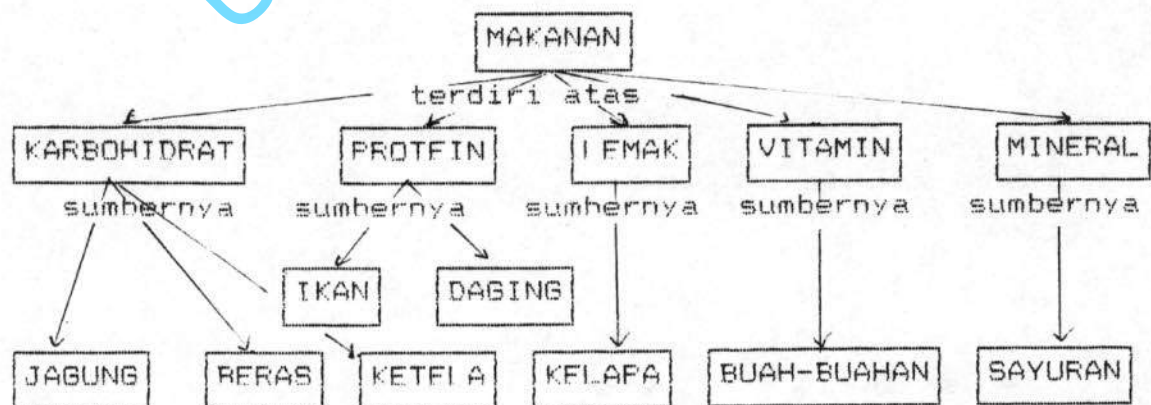 MAKANAN
terdiri atas
KARBOHIDRAT PROTEIN LEMAK VITAMIN MINERAL
sumbernya sumbernya sumbernya sumbernya sumbernya
IKAN DAGING
JAGUNG BERAS KETELA KELAPA BUAH-BUAHAN SAYURAN